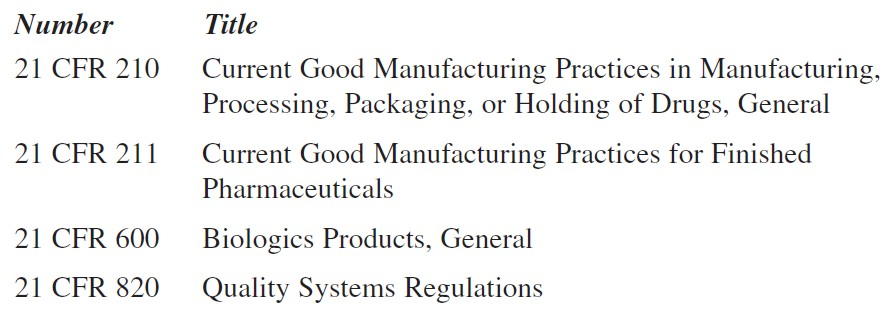 Number Title
21 CFR 210 Current Good Manufacturing Practices in Manufacturing,
Processing, Packaging, or Holding of Drugs, General
21 CFR 211 Current Good Manufacturing Practices for Finished
Pharmaceuticals
21 CFR 600 Biologics Products, General
21 CFR 820 Quality Systems Regulations